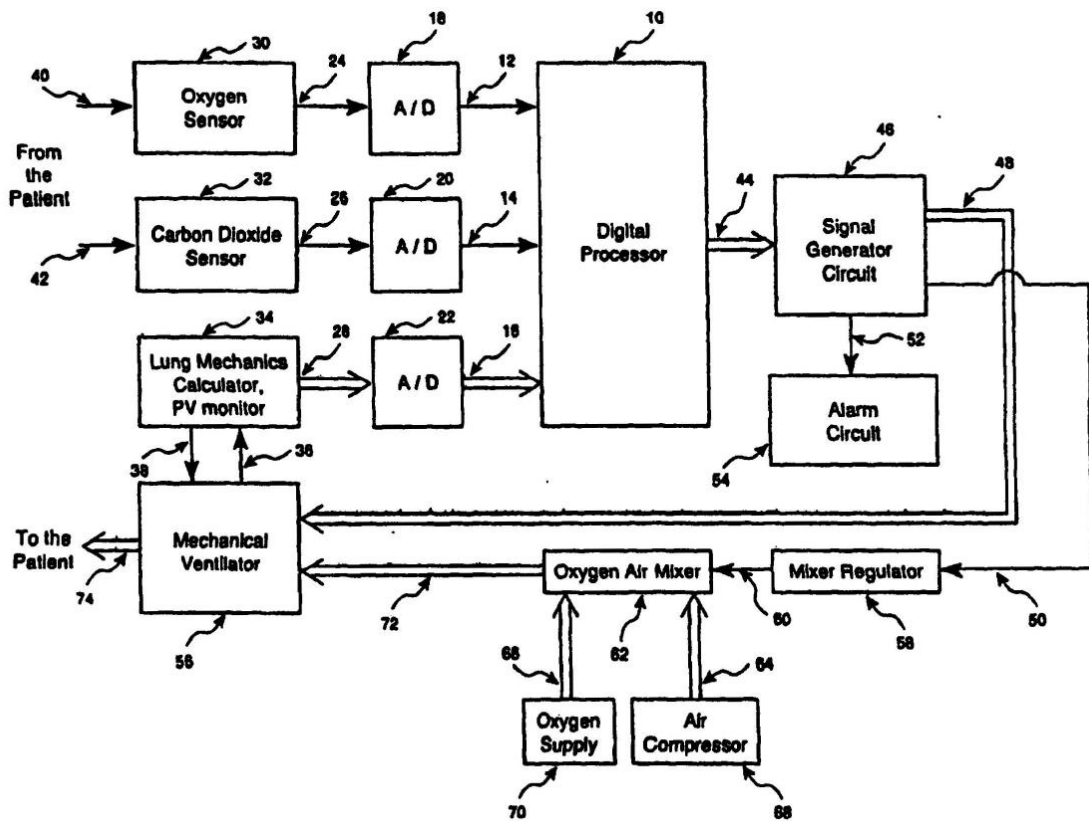 18
10
30
24
12
40
Oxygen
Sensor
A / D
46
48
From
the
Patient
32
20
44
26
14
Carbon Dioxide
Sensor
A / D
Digital
Processor
Signal
Generator
Circuit
42
34
22
28
16
52
Lung Mechanics
Calculator,
PV monitor
A / D
Alarm
Circuit
38
36
54
To the
Patient
Mechanical
Ventilator
Oxygen Air Mixer
Mixer Regulator
74
72
60
50
56
62
58
66
64
Oxygen
Supply
Air
Compressor
70
68